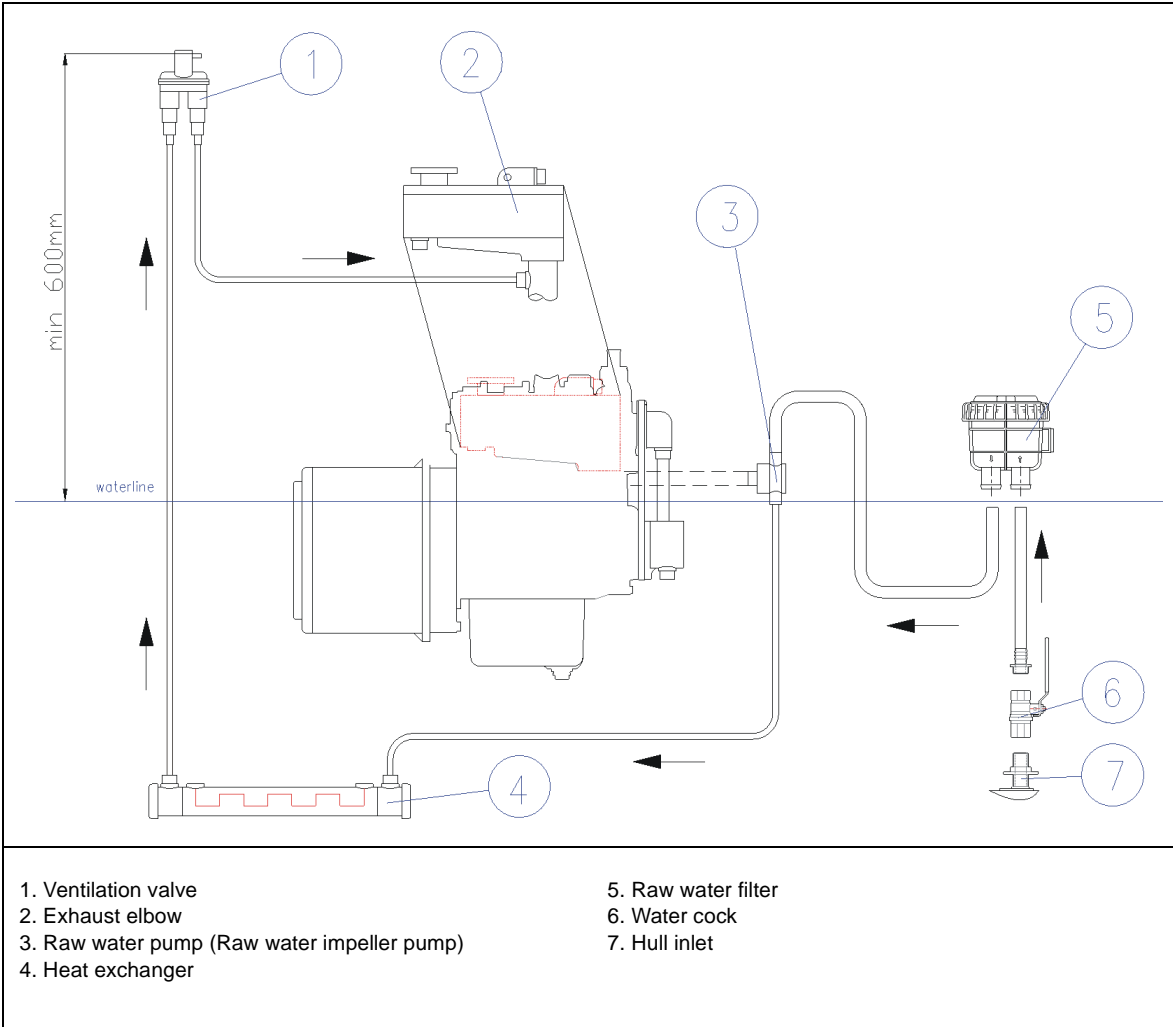 1
2
3
min 600mm
5
waterline
6
4
7
1. Ventilation valve
2. Exhaust elbow
3. Raw water pump (Raw water impeller pump)
4. Heat exchanger
5. Raw water filter
6. Water cock
7. Hull inlet